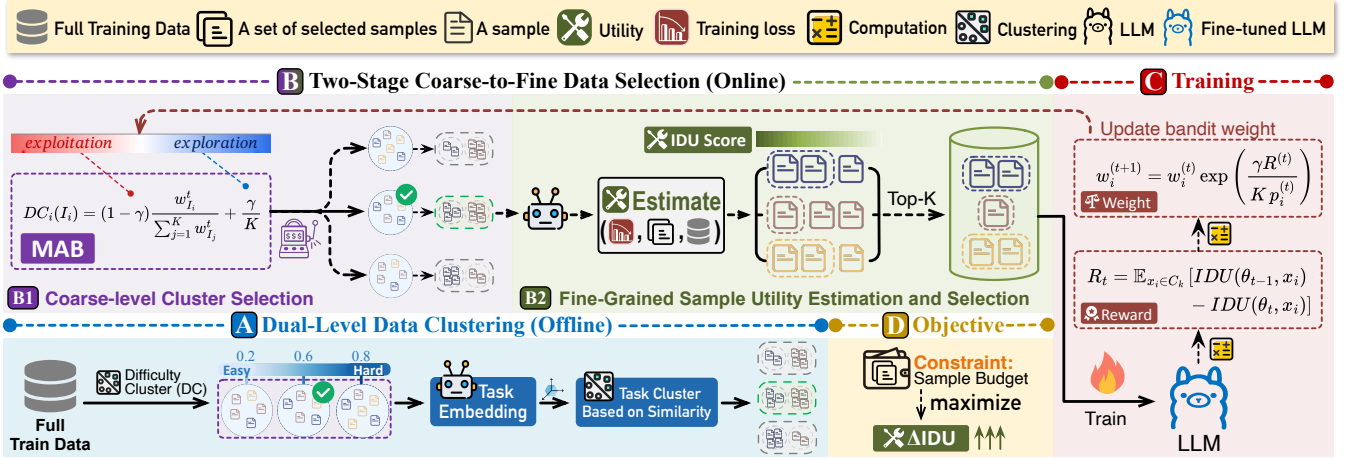 Full Training Data
A set of selected samples
A sample
Utility
Training loss
Computation
Clustering
LLM
Fine-tuned LLM
B Two-Stage Coarse-to-Fine Data Selection (Online)
C Training
exploitation
exploration
DC_i(I_i) = (1 − γ) w^t_{I_i} / ∑^K_{j=1} w^t_{I_j} + γ/K
MAB
B1 Coarse-level Cluster Selection
IDU Score
Estimate
( , , )
Top-K
B2 Fine-Grained Sample Utility Estimation and Selection
Update bandit weight
w_i^{(t+1)} = w_i^{(t)} exp ( γR^{(t)} / K p_i^{(t)} )
Weight
R_t = 𝔼_{x_i∈C_k} [IDU(θ_{t−1}, x_i)
− IDU(θ_t, x_i)]
Reward
Train
LLM
A Dual-Level Data Clustering (Offline)
D Objective
Full
Train Data
Difficulty
Cluster (DC)
0.2
0.6
0.8
Easy
Hard
Task
Embedding
Task Cluster
Based on Similarity
Constraint:
Sample Budget
maximize
ΔIDU